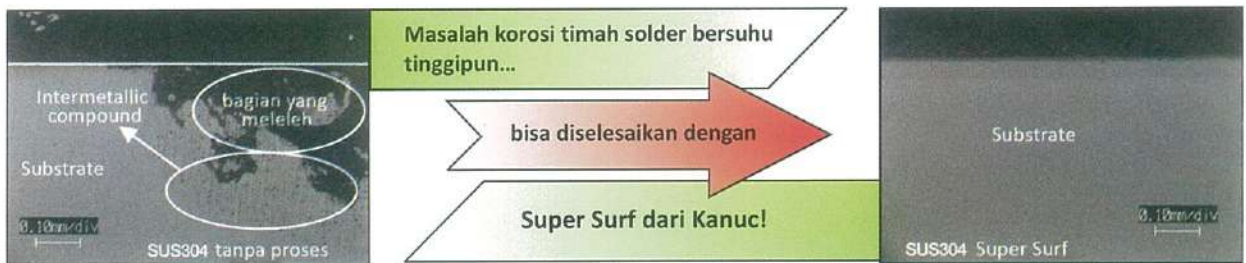 Intermetallic
compound
bagian yang
meleleh
Substrate
0.10mm/div
SUS304 tanpa proses
Masalah korosi timah solder bersuhu
tinggipun...
bisa diselesaikan dengan
Super Surf dari Kanuc!
Substrate
0.10mm/div
SUS304 Super Surf